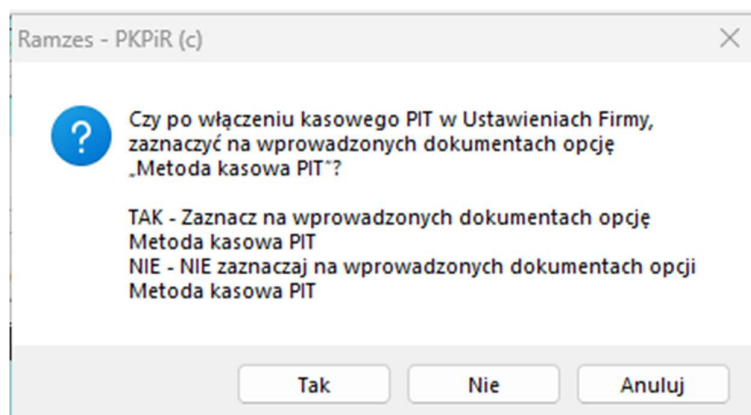 Ramzes - PKPiR (c)
Czy po włączeniu kasowego PIT w Ustawieniach Firmy,
zaznaczyć na wprowadzonych dokumentach opcję
„Metoda kasowa PIT"?
TAK - Zaznacz na wprowadzonych dokumentach opcję
Metoda kasowa PIT
NIE - NIE zaznaczaj na wprowadzonych dokumentach opcji
Metoda kasowa PIT
Tak
Nie
Anuluj